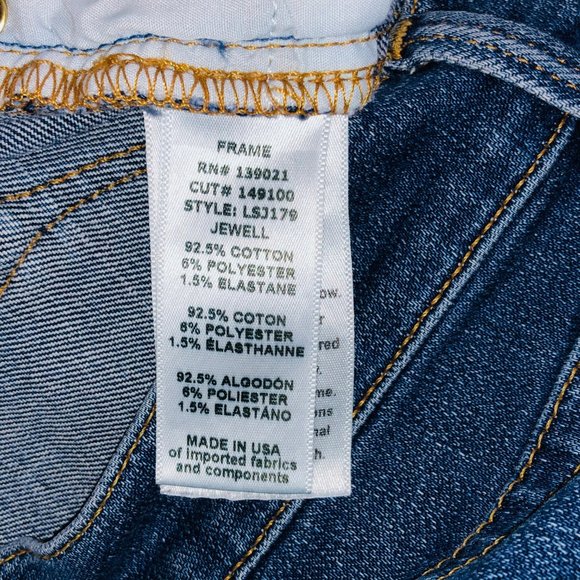 FRAME
RN# 139021
CUT# 149100
STYLE: LSJ179
JEWELL
92.5% COTTON
6% POLYESTER
1.5% ELASTANE
92.5% COTON
6% POLYESTER
1.5% ÉLASTHANNE
92.5% ALGODÓN
6% POLIESTER
1.5% ELASTÁNO
MADE IN USA
of imported fabrics
and components